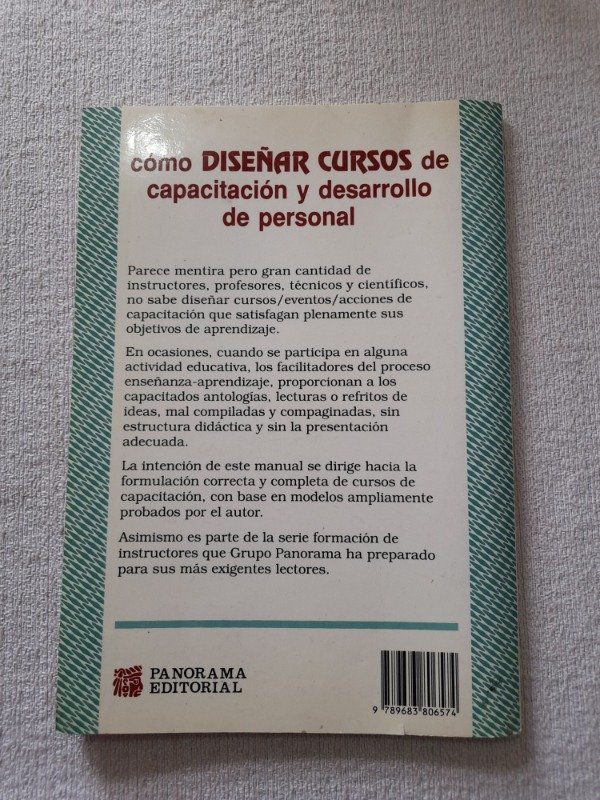 cómo DISEÑAR CURSOS de
capacitación y desarrollo
de personal
Parece mentira pero gran cantidad de
instructores, profesores, técnicos y científicos,
no sabe diseñar cursos/eventos/acciones de
capacitación que satisfagan plenamente sus
objetivos de aprendizaje.
En ocasiones, cuando se participa en alguna
actividad educativa, los facilitadores del proceso
enseñanza-aprendizaje, proporcionan a los
capacitados antologías, lecturas o refritos de
ideas, mal compiladas y compaginadas, sin
estructura didáctica y sin la presentación
adecuada.
La intención de este manual se dirige hacia la
formulación correcta y completa de cursos de
capacitación, con base en modelos ampliamente
probados por el autor.
Asimismo es parte de la serie formación de
instructores que Grupo Panorama ha preparado
para sus más exigentes lectores.
PANORAMA
EDITORIAL
9 789683 806574